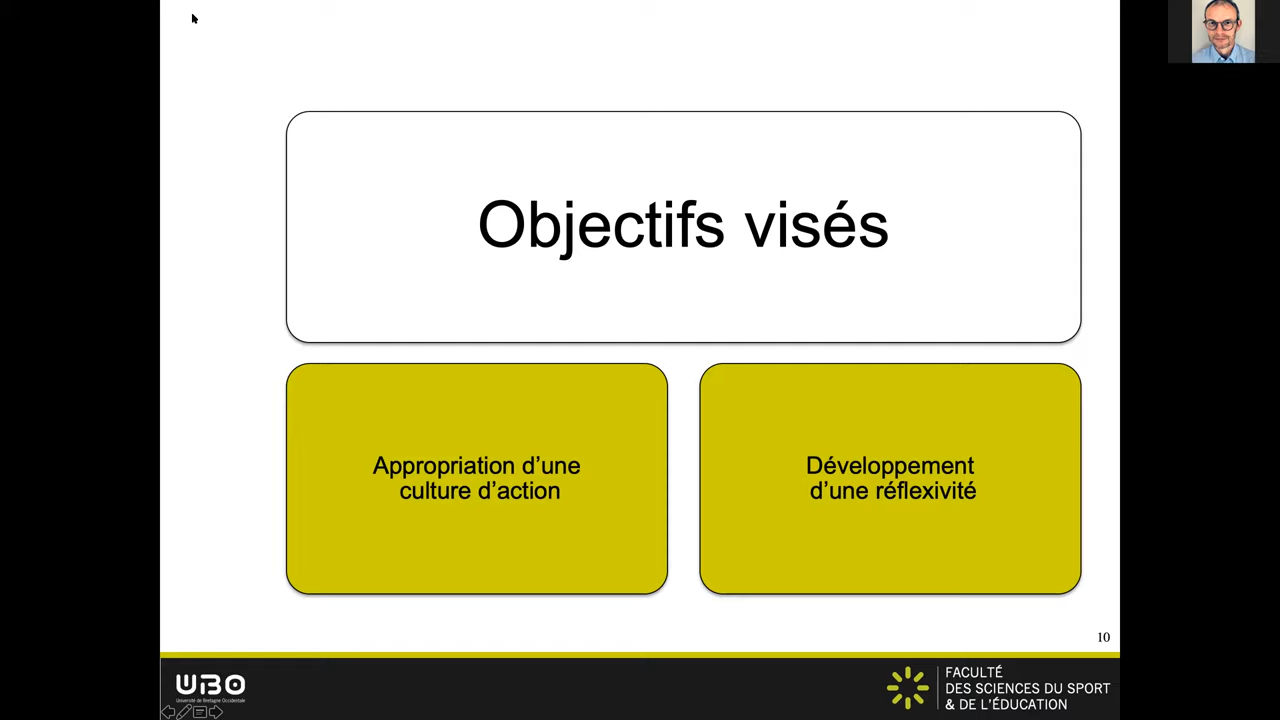 Objectifs visés
Appropriation d’une
culture d’action
Développement
d’une réflexivité
10
UBO
Université de Bretagne Occidentale
FACULTÉ
DES SCIENCES DU SPORT
& DE L'ÉDUCATION